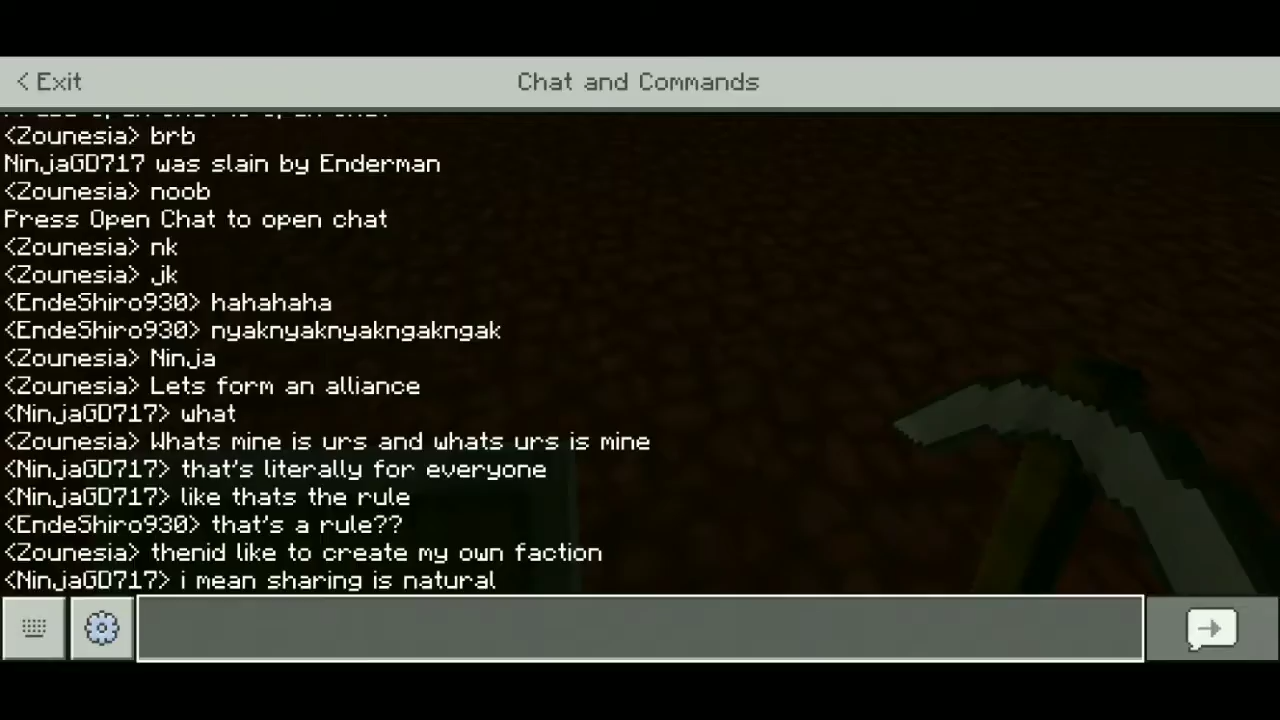 < Exit
Chat and Commands
<Zounesia> brb
NinjaGD717 was slain by Enderman
<Zounesia> noob
Press Open Chat to open chat
<Zounesia> nk
<Zounesia> jk
<EndeShiro930> hahahaha
<EndeShiro930> nyaknyaknyakngakngak
<Zounesia> Ninja
<Zounesia> Lets form an alliance
<NinjaGD717> what
<Zounesia> Whats mine is urs and whats urs is mine
<NinjaGD717> that's literally for everyone
<NinjaGD717> like thats the rule
<EndeShiro930> that's a rule??
<Zounesia> thenid like to create my own faction
<NinjaGD717> i mean sharing is natural